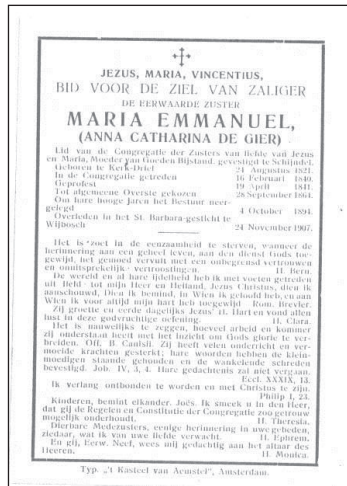 JEZUS, MARIA, VINCENTIUS,
BID VOOR DE ZIEL VAN ZALIGER
DE EERWAARDE ZUSTER
MARIA EMMANUEL,
(ANNA CATHARINA DE GIER)
Lid van de Congregatie der Zusters van liefde van Jezus
en Maria, Moeder van Goeden Bijstand, gevestigd te Schijndel.
Geboren te Kerk-Driel 24 Augustus 1821.
In de Congregatie getreden 16 Februari 1840.
Geprofest 19 April 1841.
Tot algemeene Overste gekozen 28 September 1864.
Om hare hooge jaren het Bestuur neer-
gelegd 4 October 1894.
Overleden in het St. Barbara-gesticht te
Wijbosch 24 November 1907.
Het is zoet in de eenzaamheid te sterven, wanneer de
herinnering aan een geheel leven, aan den dienst Gods toe-
gewijd, het gemoed vervult met een onbegrensd vertrouwen
en onuitsprekelijke vertroostingen. H. Bern.
De wereld en al hare ijdelheid heb ik met voeten getreden
uit liefde tot mijn Heer en Heiland, Jezus Christus, dien ik
aanschouwd, Dien ik bemind, in Wien ik geloofd heb, en aan
Wien ik voor altijd mijn hart heb toegewijd Rom. Brevier.
Zij groette en eerde dagelijks Jezus' H. Hart en vond allen
lust in deze godvruchtige oefening. H. Clara.
Het is nauwelijks te zeggen, hoeveel arbeid en kommer
zij onderstaan heeft met het inzicht om Gods glorie te ver-
breiden. Off. B. Canisii. Zij heeft velen onderricht en ver-
moeide krachten gesterkt; hare woorden hebben de klein-
moedigen staande gehouden en de wankelende schreden
bevestigd. Job. IV, 3, 4. Hare gedachtenis zal niet vergaan.
Eccl. XXXIX, 13.
Ik verlang ontbonden te worden en met Christus te zijn.
Philip I, 23.
Kinderen, bemint elkander. Joës. Ik smeek u in den Heer,
dat gij de Regelen en Constitutie der Congregatie zoo getrouw
mogelijk onderhoudt. H. Theresia.
Dierbare Medezusters, eenige herinnering in uwe gebeden,
ziedaar, wat ik van uwe liefde verwacht. H. Ephrem.
En gij, Eerw. Neef, wees mij gedachtig aan het altaar des
Heeren. H. Monica.
Typ. „'t Kasteel van Aemstel", Amsterdam.